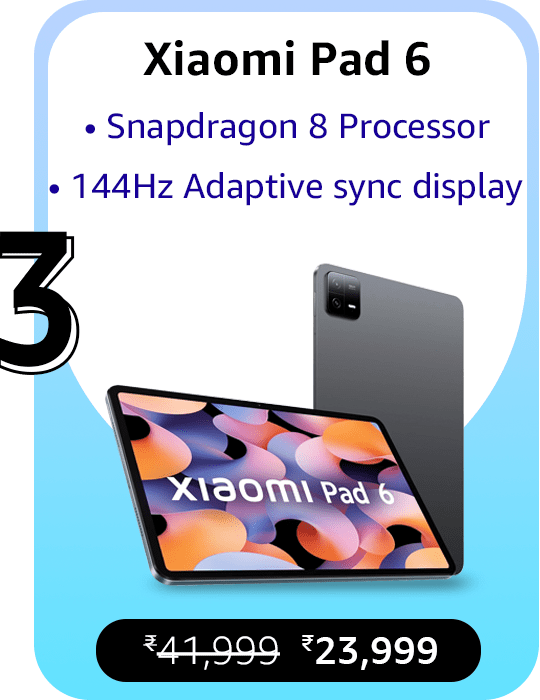 Xiaomi Pad 6
• Snapdragon 8 Processor
• 144Hz Adaptive sync display
3
XIAOMI Pad 6
₹41,999 ₹23,999